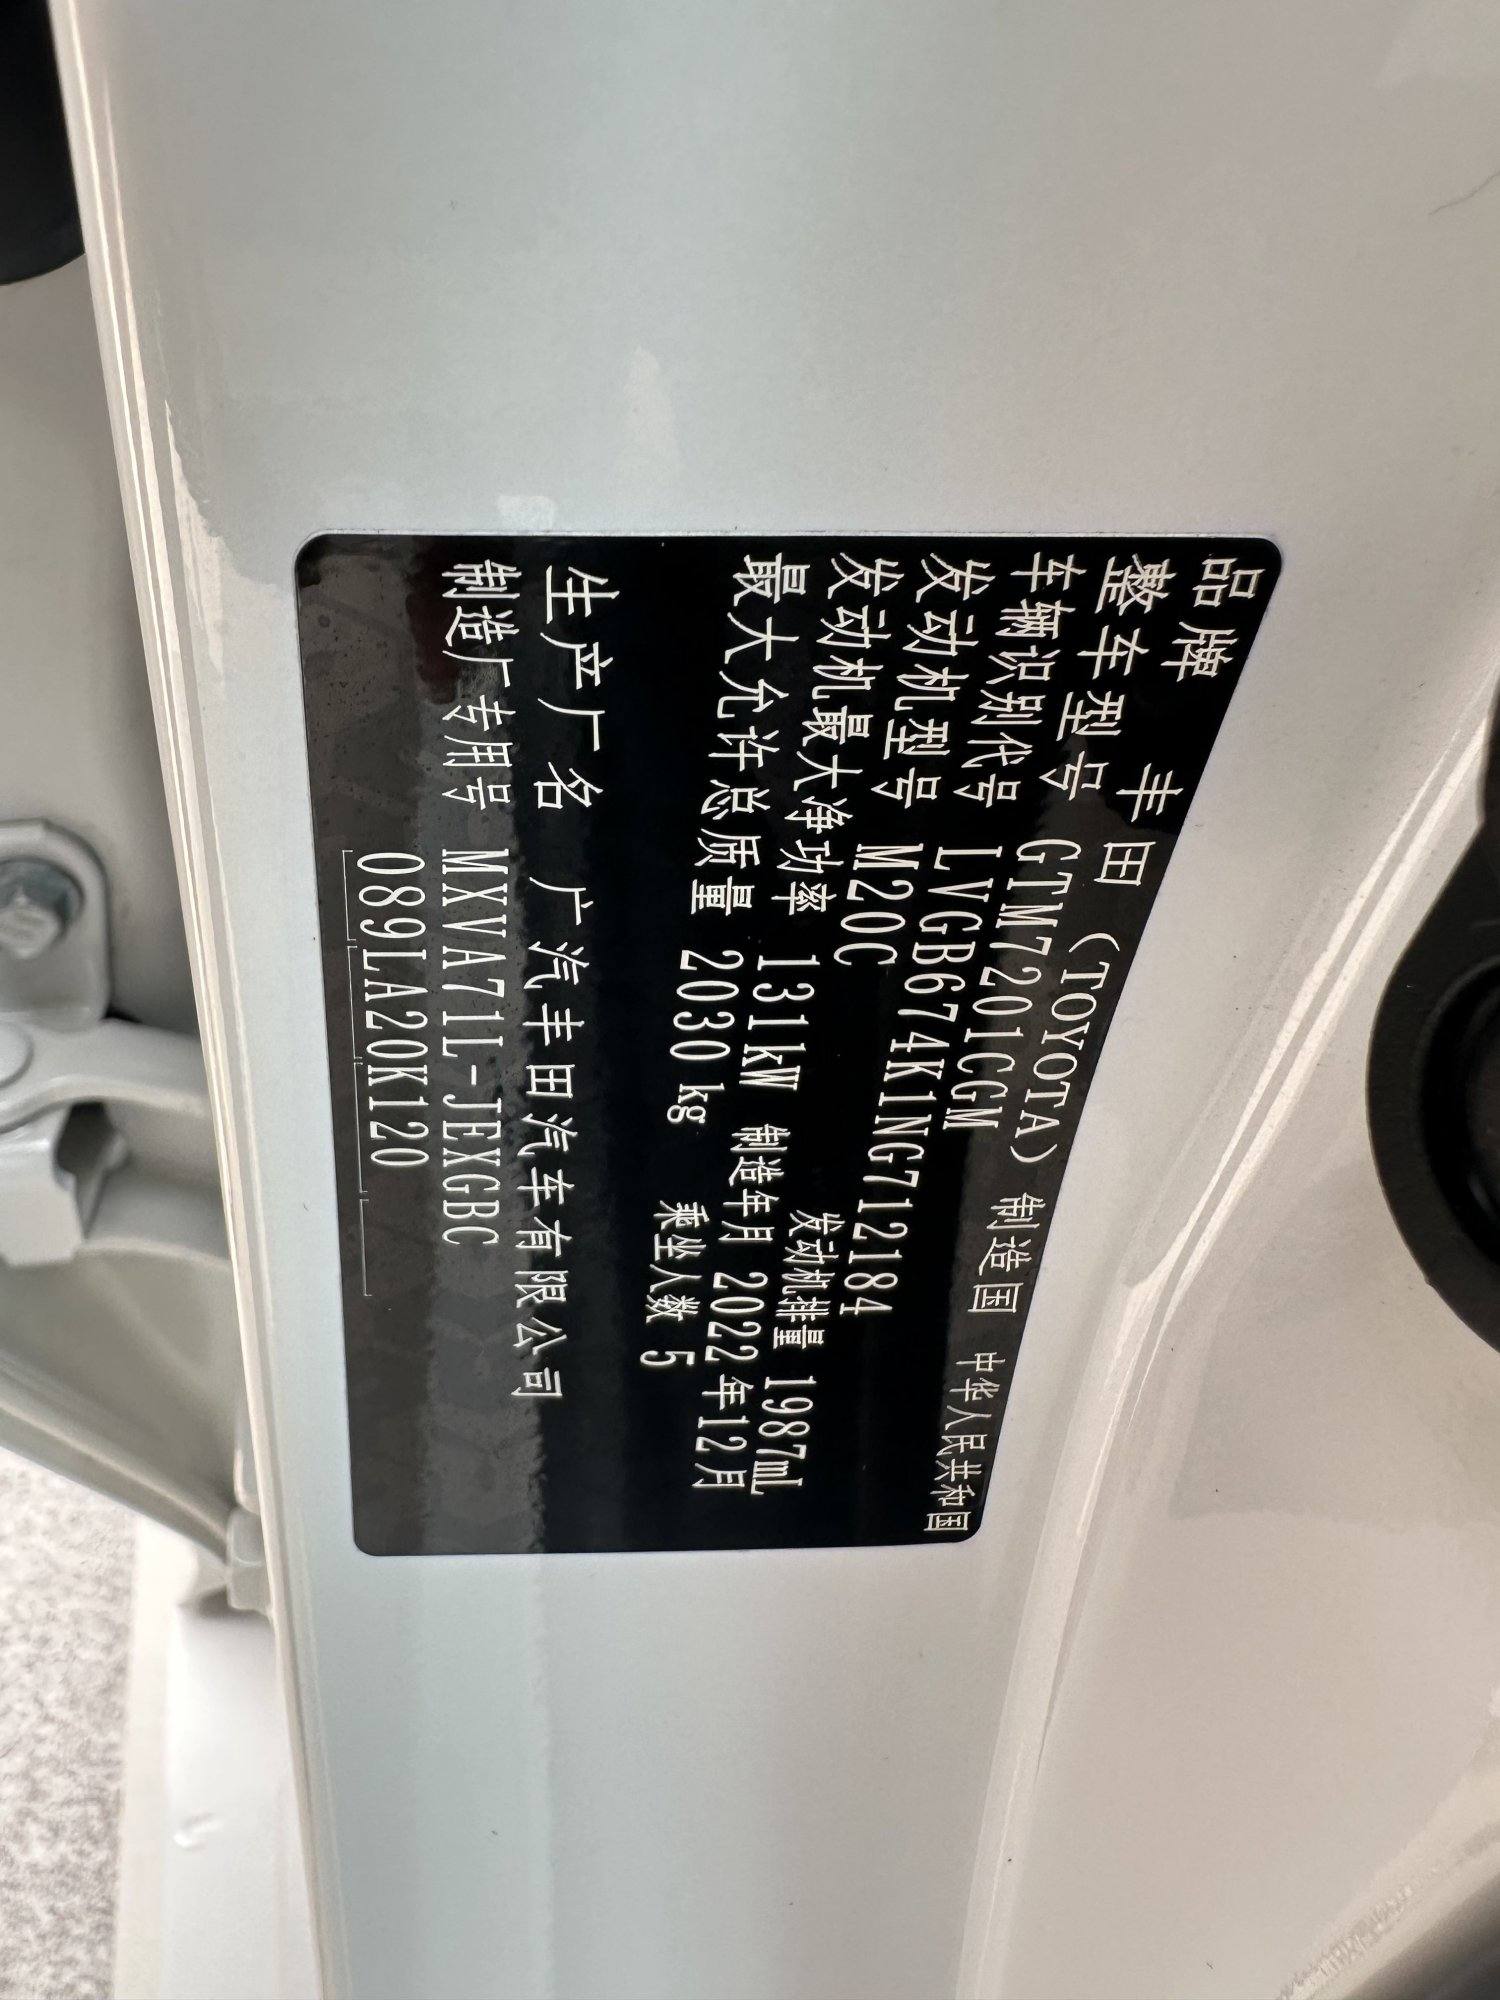 品牌 丰田（TOYOTA） 制造国 中华人民共和国
整车型号 GTM7201CGM
车辆识别代号 LVGB674K1NG712184
发动机型号 M20C 发动机排量 1987mL
发动机最大净功率 131kW 制造年月 2022年12月
最大允许总质量 2030kg 乘坐人数 5
生产厂名 广汽丰田汽车有限公司
制造厂专用号 MXVA71L-JEXGBC
089LA20K120